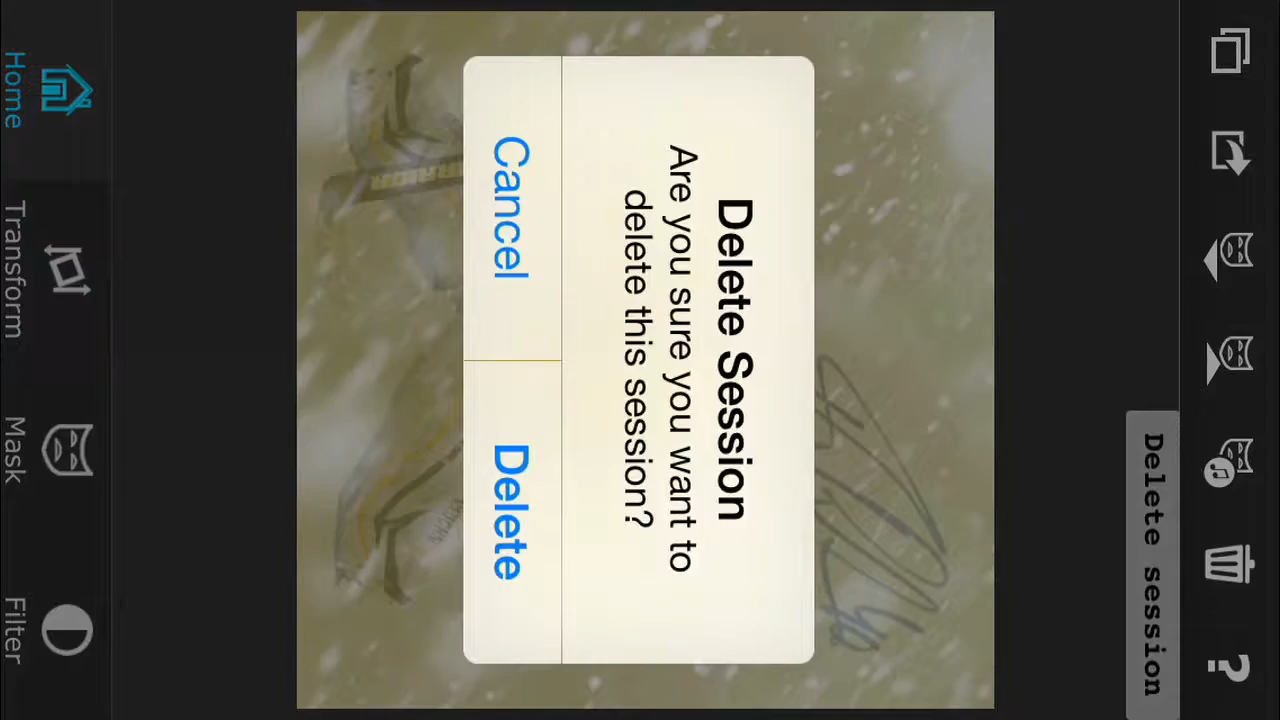 Delete session
Delete Session
Are you sure you want to
delete this session?
Cancel
Delete
Home
Transform
Mask
Filter